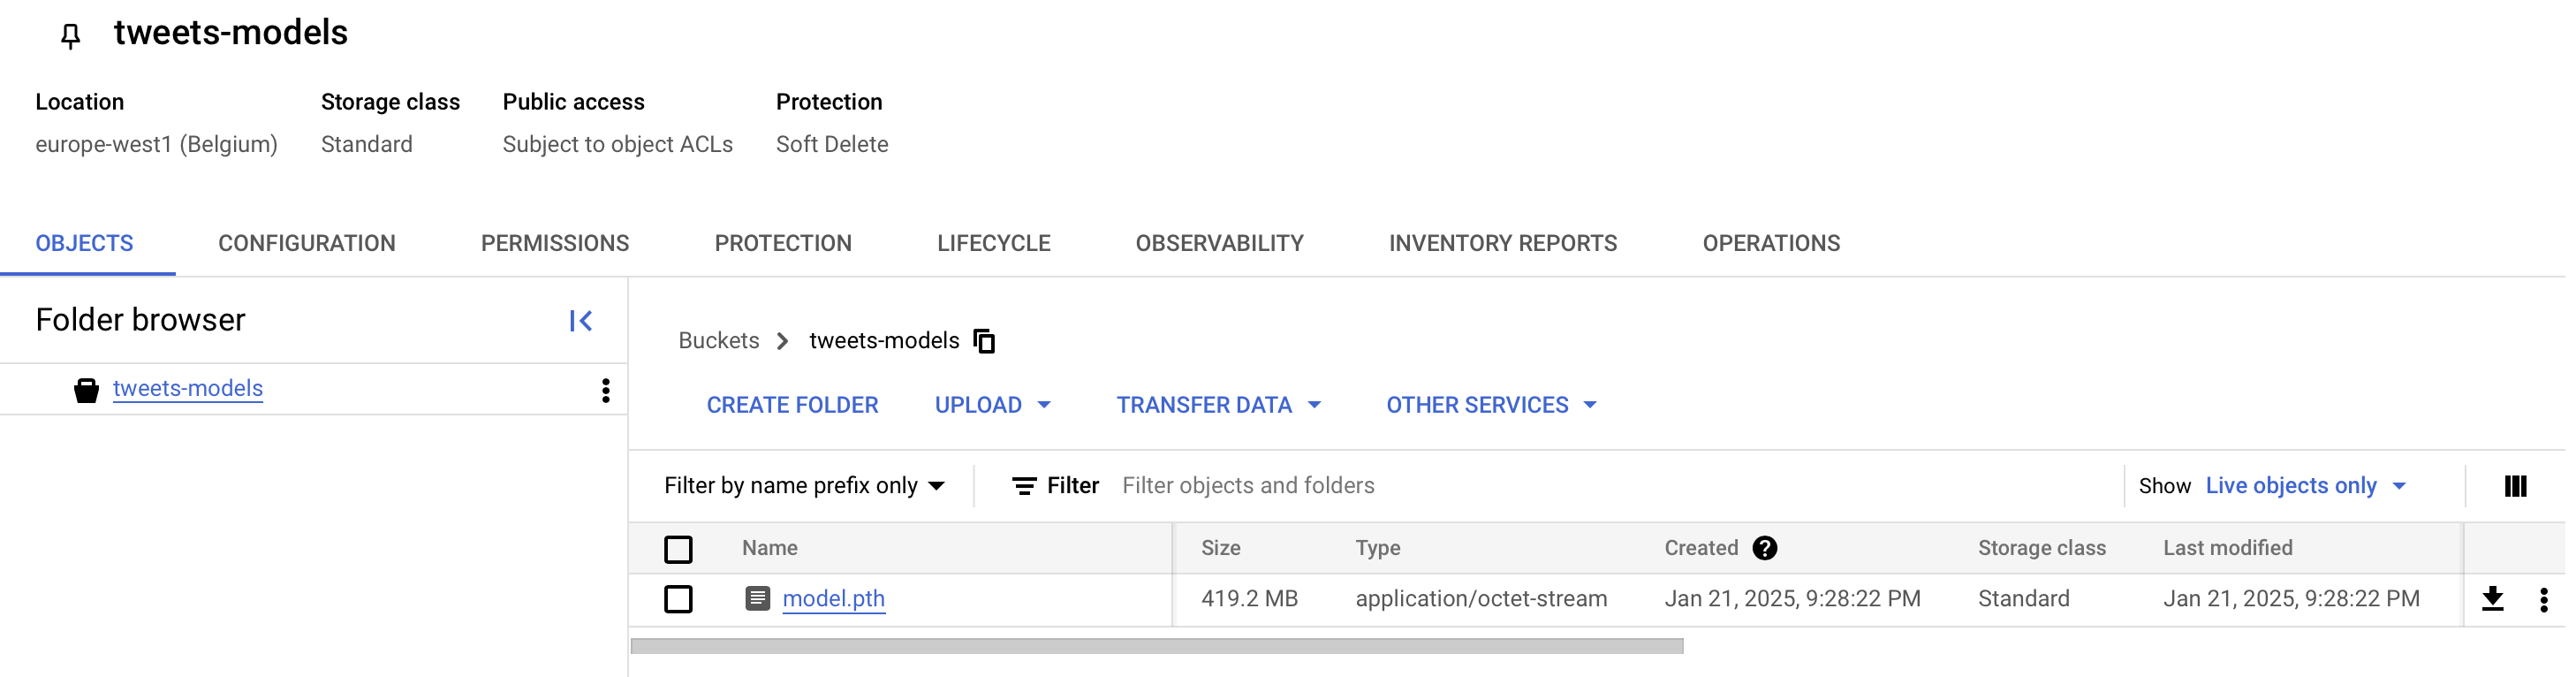 tweets-models
Location Storage class Public access Protection
europe-west1 (Belgium) Standard Subject to object ACLs Soft Delete
OBJECTS CONFIGURATION PERMISSIONS PROTECTION LIFECYCLE OBSERVABILITY INVENTORY REPORTS OPERATIONS
Folder browser
tweets-models
Buckets > tweets-models
CREATE FOLDER UPLOAD TRANSFER DATA OTHER SERVICES
Filter by name prefix only Filter Filter objects and folders Show Live objects only
Name Size Type Created ? Storage class Last modified
model.pth 419.2 MB application/octet-stream Jan 21, 2025, 9:28:22 PM Standard Jan 21, 2025, 9:28:22 PM